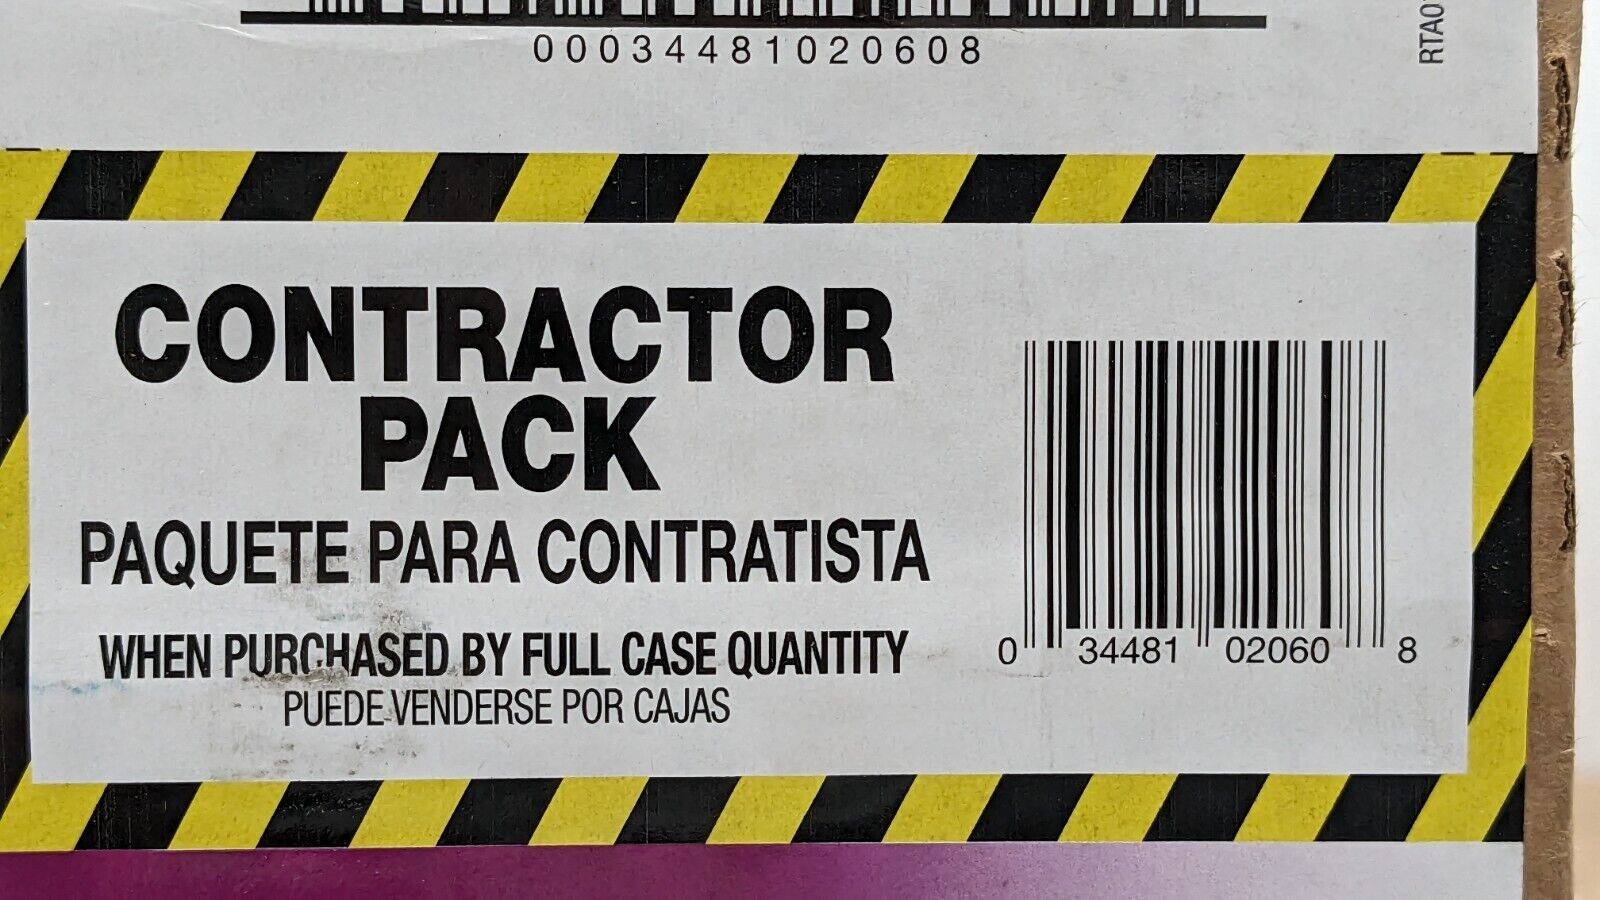 00034481020608
RTA0
CONTRACTOR
PACK
PAQUETE PARA CONTRATISTA
WHEN PURCHASED BY FULL CASE QUANTITY
PUEDE VENDERSE POR CAJAS
0 34481 02060 8